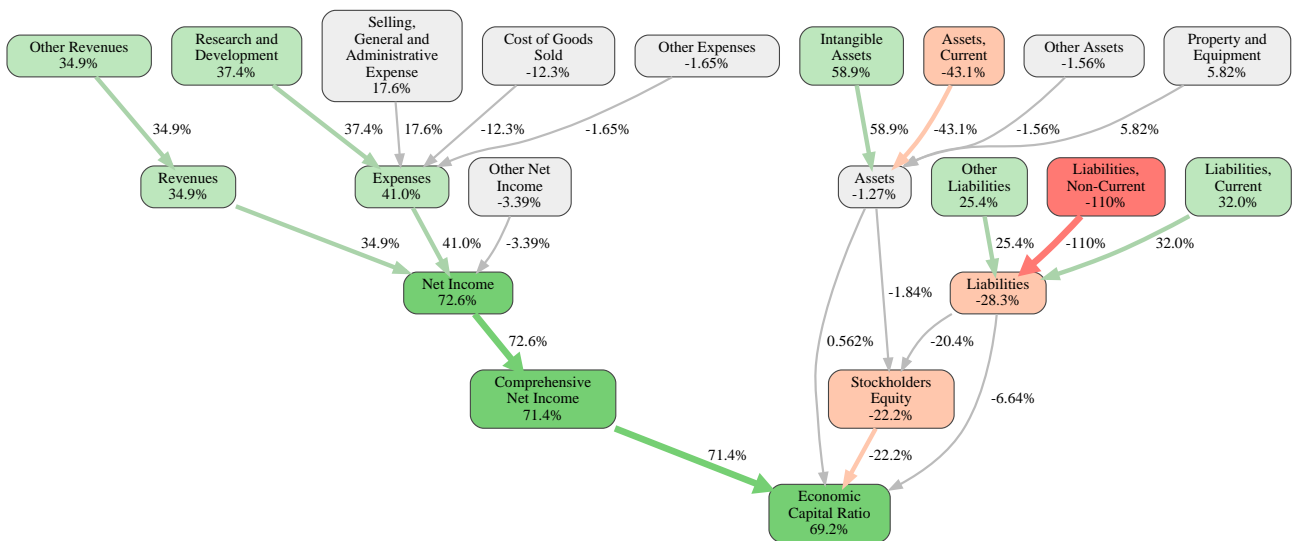 Other Revenues
34.9%
Research and
Development
37.4%
Selling,
General and
Administrative
Expense
17.6%
Cost of Goods
Sold
-12.3%
Other Expenses
-1.65%
Intangible
Assets
58.9%
Assets,
Current
-43.1%
Other Assets
-1.56%
Property and
Equipment
5.82%
34.9%
37.4%
17.6%
-12.3%
-1.65%
58.9%
-43.1%
-1.56%
5.82%
Revenues
34.9%
Expenses
41.0%
Other Net
Income
-3.39%
Assets
-1.27%
Other
Liabilities
25.4%
Liabilities,
Non-Current
-110%
Liabilities,
Current
32.0%
34.9%
41.0%
-3.39%
25.4%
-110%
32.0%
Net Income
72.6%
-1.84%
Liabilities
-28.3%
72.6%
0.562%
-20.4%
Comprehensive
Net Income
71.4%
Stockholders
Equity
-22.2%
-6.64%
71.4%
-22.2%
Economic
Capital Ratio
69.2%